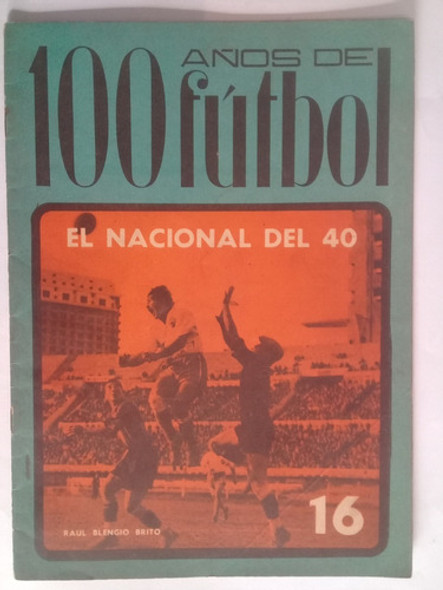 100 AÑOS DE
fútbol
EL NACIONAL DEL 40
16
RAUL BLENGIO BRITO